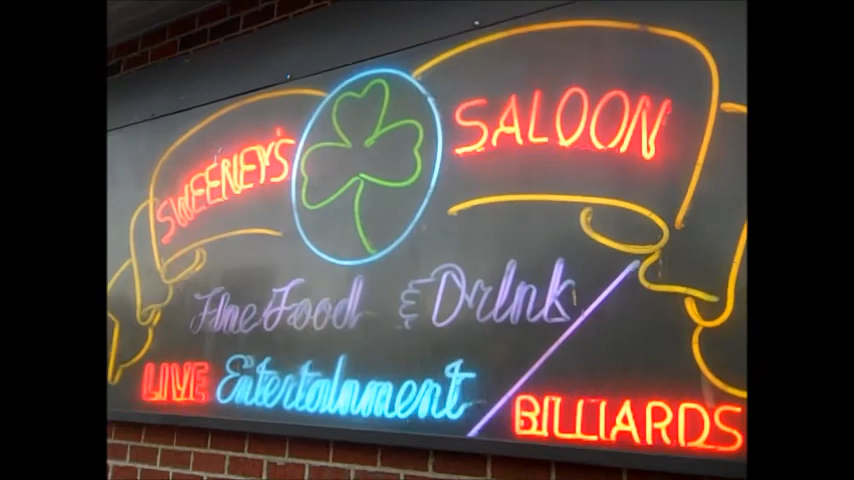 SWEENEY'S SALOON
Fine Food & Drink
LIVE Entertainment BILLIARDS